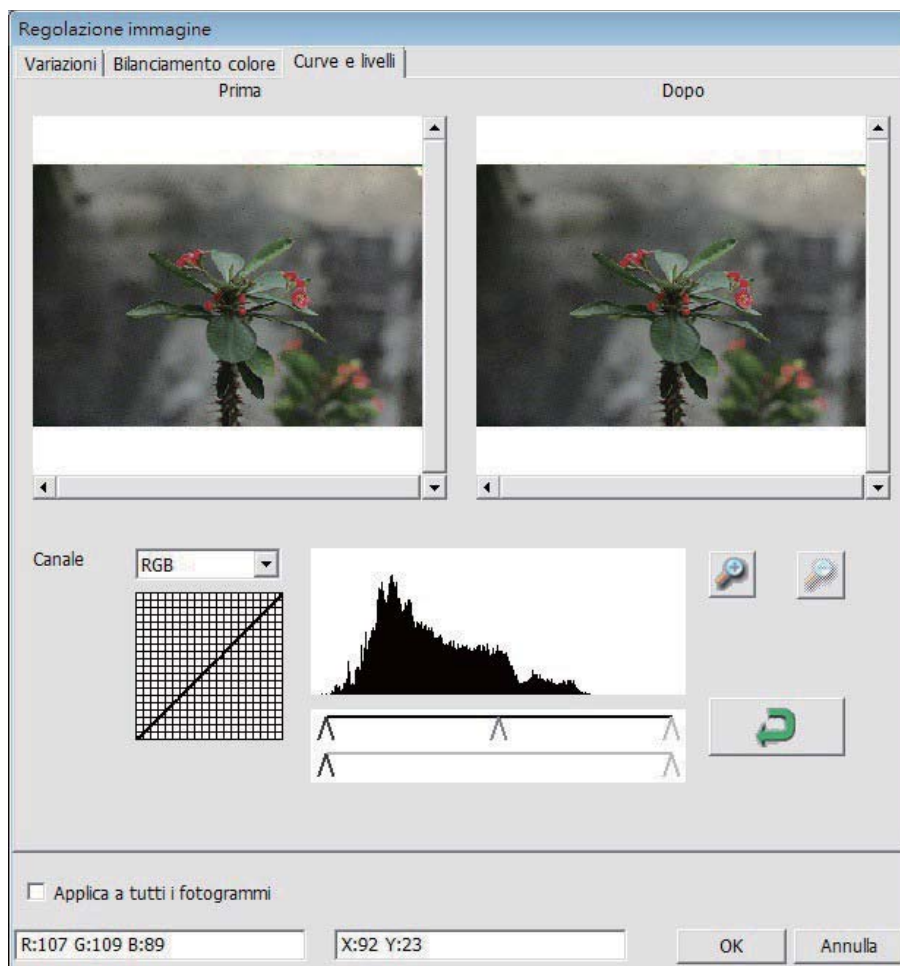 Regolazione immagine
Variazioni Bilanciamento colore Curve e livelli
Prima Dopo
Canale RGB
Applica a tutti i fotogrammi
R:107 G:109 B:89 X:92 Y:23 OK Annulla